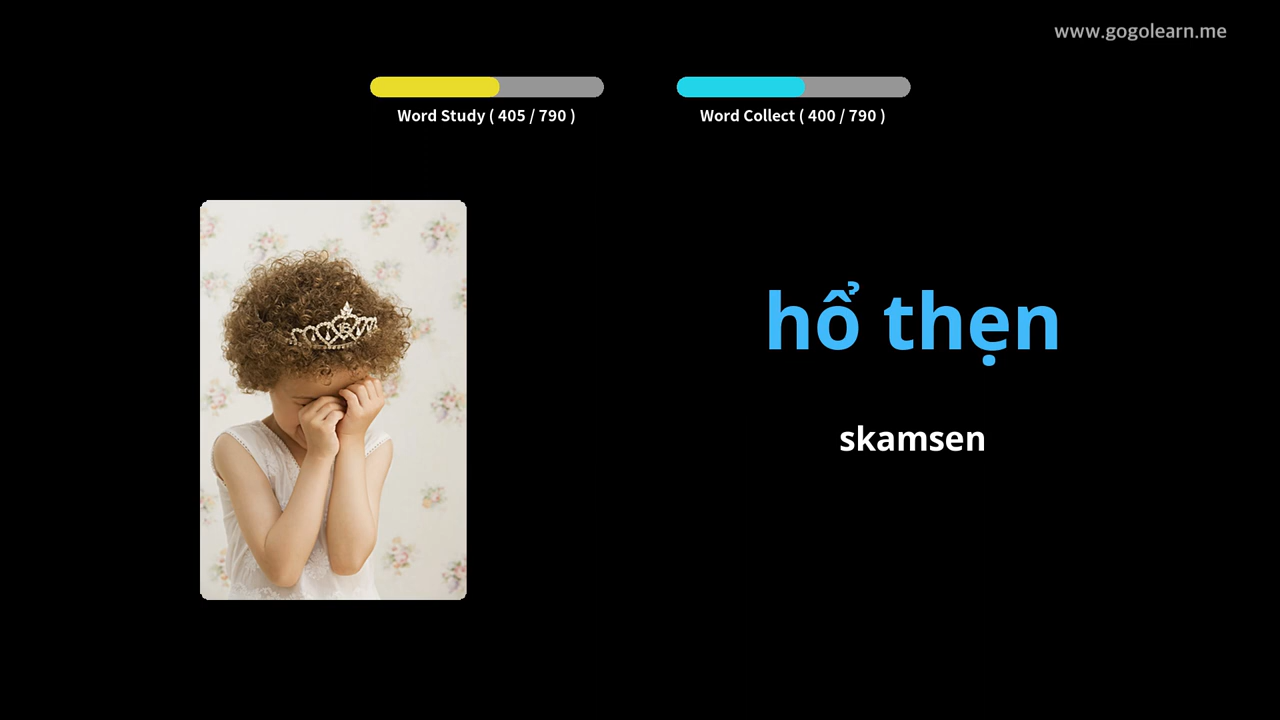 www.gogolearn.me
Word Study ( 405 / 790 )
Word Collect ( 400 / 790 )
hổ thẹn
skamsen